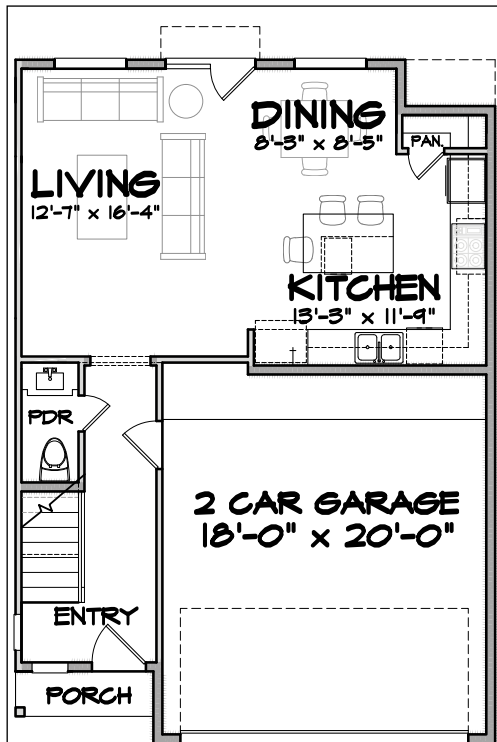 DINING
8'-3" x 8'-5"
PAN.
LIVING
12'-7" x 16'-4"
KITCHEN
13'-3" x 11'-9"
PDR
2 CAR GARAGE
18'-0" x 20'-0"
ENTRY
PORCH